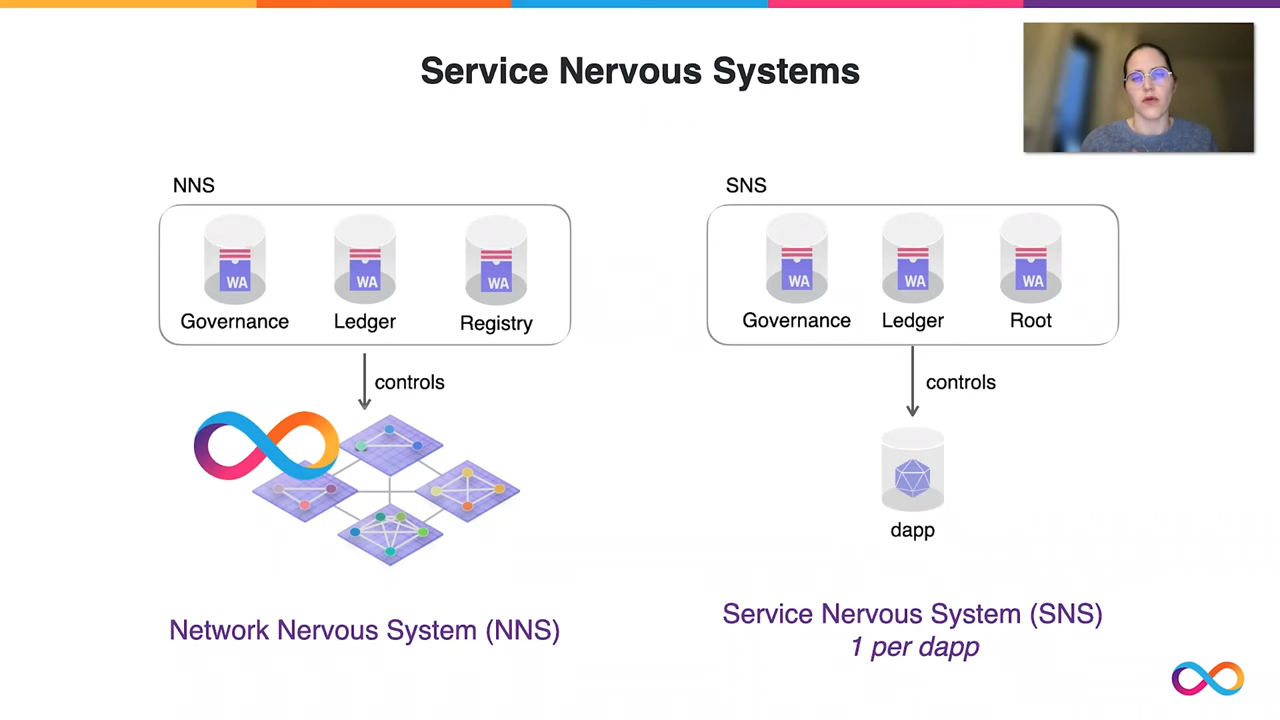 Service Nervous Systems
NNS
WA
WA
WA
Governance
Ledger
Registry
controls
Network Nervous System (NNS)
SNS
WA
WA
WA
Governance
Ledger
Root
controls
dapp
Service Nervous System (SNS)
1 per dapp